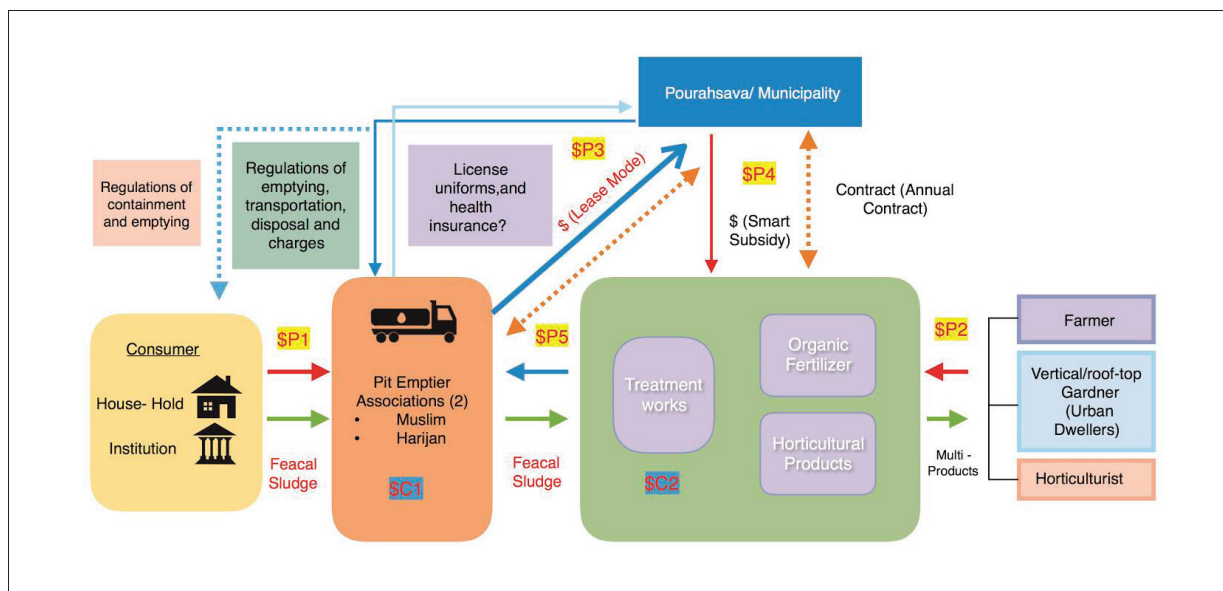 Pourahsava/ Municipality
Regulations of
containment
and emptying
Regulations of
emptying,
transportation,
disposal and
charges
License
uniforms,and
health
insurance?
$P3
$ (Lease Mode)
$P4
$ (Smart
Subsidy)
Contract (Annual
Contract)
Consumer
House- Hold
Institution
$P1
Feacal
Sludge
Pit Emptier
Associations (2)
• Muslim
• Harijan
$C1
$P5
Feacal
Sludge
Treatment
works
Organic
Fertilizer
Horticultural
Products
$C2
$P2
Multi -
Products
Farmer
Vertical/roof-top
Gardner
(Urban
Dwellers)
Horticulturist